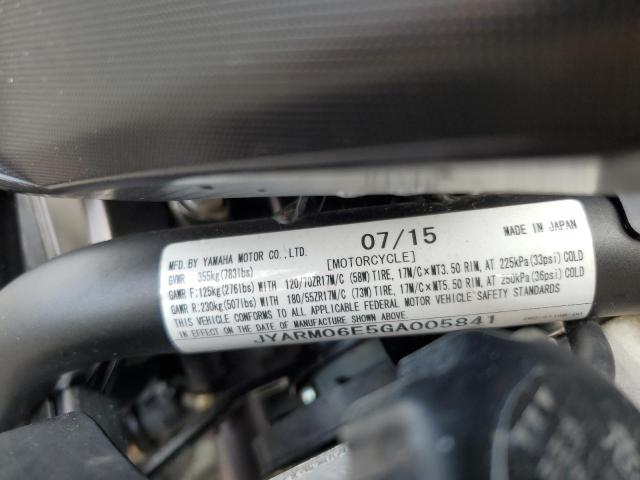 MFD.BY YAMAHA MOTOR CO.,LTD. 07/15 MADE IN JAPAN
GVWR 355kg(783lbs) [MOTORCYCLE]
GAWR F:125kg(276lbs)WITH 120/70ZR17M/C (58W)TIRE, 17M/C×MT3.50 RIM, AT 225kPa(33psi)COLD
GAWR R:230kg(507lbs)WITH 180/55ZR17M/C (73W)TIRE, 17M/C×MT5.50 RIM, AT 250kPa(36psi)COLD
THIS VEHICLE CONFORMS TO ALL APPLICABLE FEDERAL MOTOR VEHICLE SAFETY STANDARDS
IN EFFECT ON THE DATE OF MANUFACTURE SHOWN ABOVE.
JYARM06E5GA005841